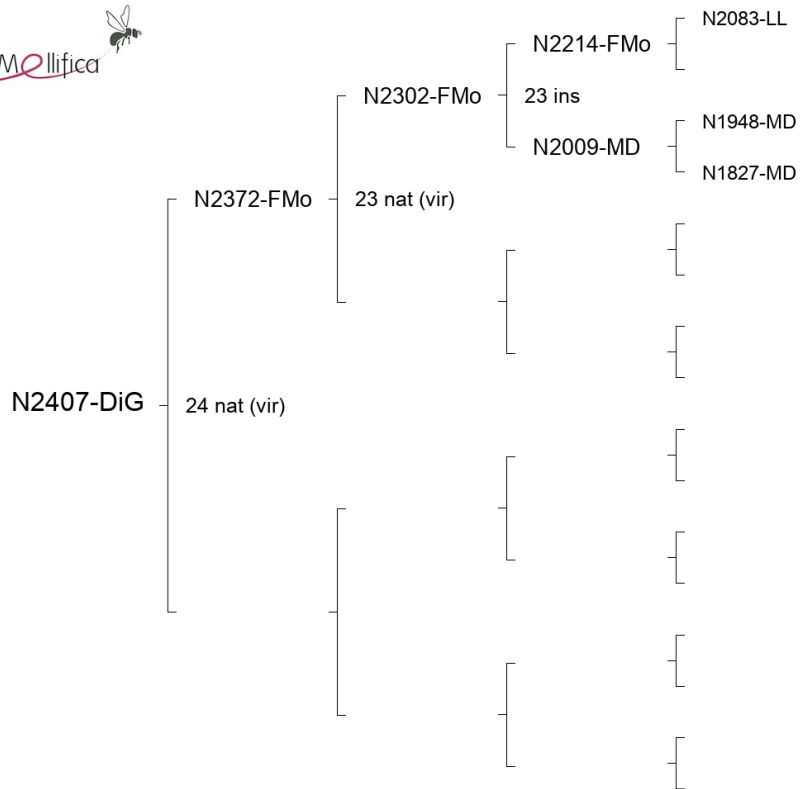 Mellifica
N2083-LL
N2214-FMo
N2302-FMo
23 ins
N1948-MD
N2009-MD
N1827-MD
N2372-FMo
23 nat (vir)
N2407-DiG
24 nat (vir)